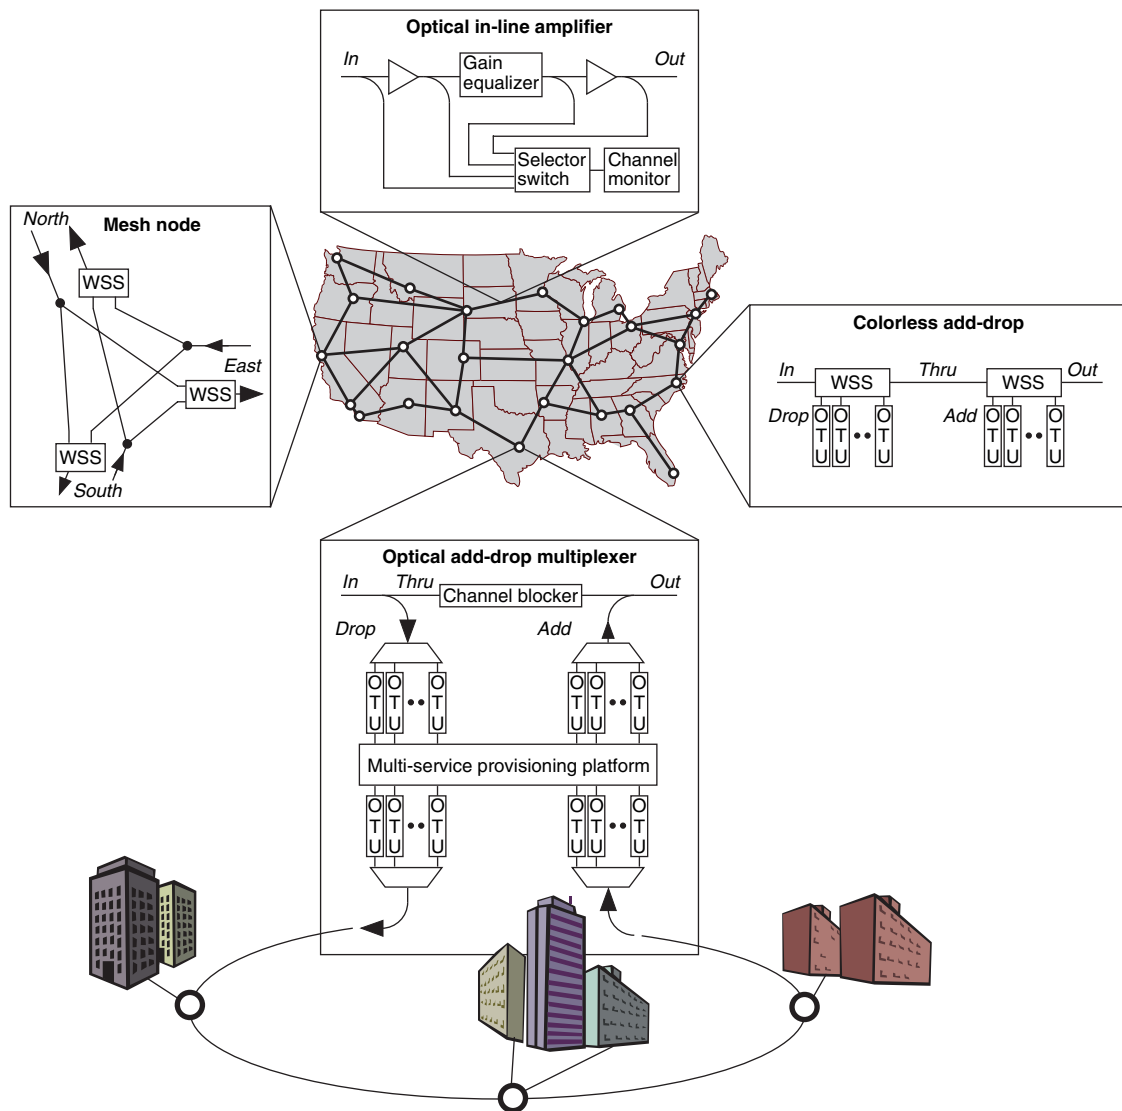 Optical in-line amplifier
In
Gain
equalizer
Out
Selector
switch
Channel
monitor
North
Mesh node
WSS
East
WSS
WSS
South
Colorless add-drop
In
WSS
Thru
WSS
Out
Drop
OTU
OTU
OTU
Add
OTU
OTU
OTU
Optical add-drop multiplexer
In
Thru
Channel blocker
Out
Drop
Add
OTU
OTU
OTU
OTU
OTU
OTU
Multi-service provisioning platform
OTU
OTU
OTU
OTU
OTU
OTU